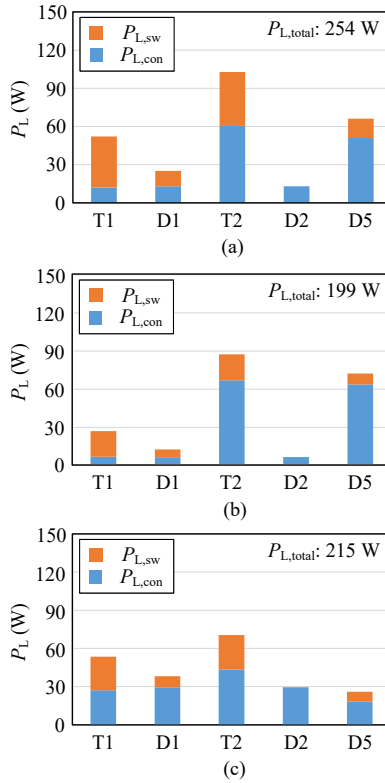 150
120
90
60
30
0
P_L (W)
P_L,sw
P_L,con
P_L,total: 254 W
T1 D1 T2 D2 D5
(a)
150
120
90
60
30
0
P_L (W)
P_L,sw
P_L,con
P_L,total: 199 W
T1 D1 T2 D2 D5
(b)
150
120
90
60
30
0
P_L (W)
P_L,sw
P_L,con
P_L,total: 215 W
T1 D1 T2 D2 D5
(c)